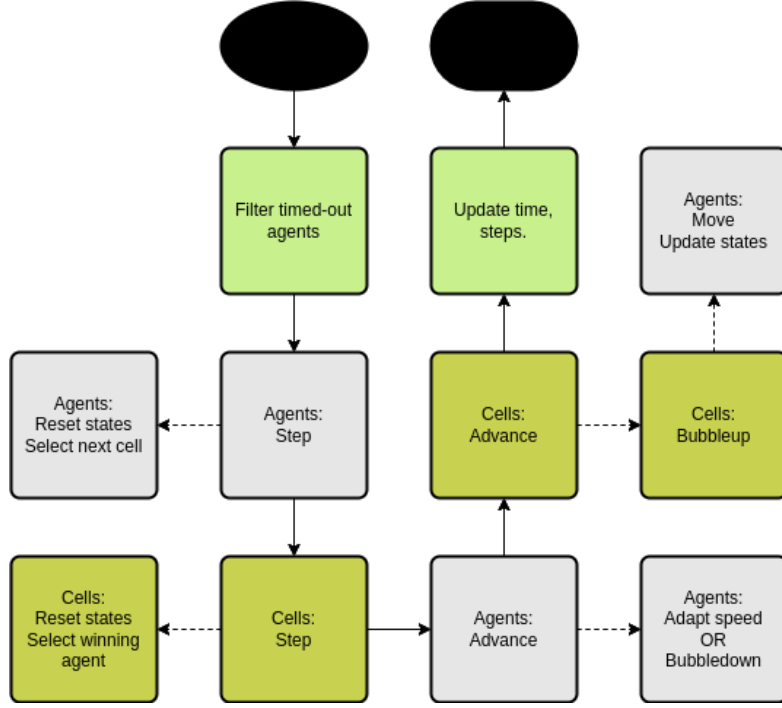 Filter timed-out
agents
Update time,
steps.
Agents:
Move
Update states
Agents:
Reset states
Select next cell
Agents:
Step
Cells:
Advance
Cells:
Bubbleup
Cells:
Reset states
Select winning
agent
Cells:
Step
Agents:
Advance
Agents:
Adapt speed
OR
Bubbledown